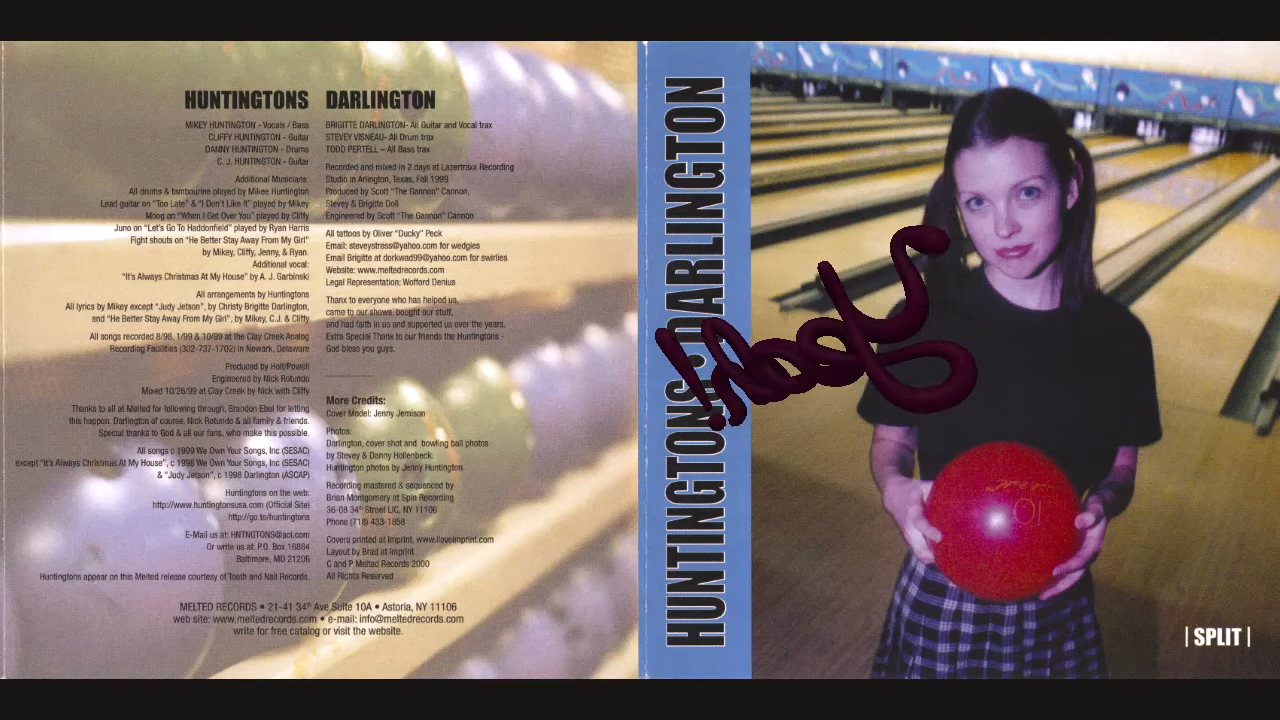 HUNTINGTONS
MIKEY HUNTINGTON - Vocals / Bass
CLIFFY HUNTINGTON - Guitar
DANNY HUNTINGTON - Drums
C. J. HUNTINGTON - Guitar
Additional Musicians:
All drums & tambourine played by Mikee Huntington
Lead guitar on "Too Late" & "I Don't Like It" played by Mikey
Moog on "When I Get Over You" played by Cliffy
Juno on "Let's Go To Haddonfield" played by Ryan Harris
Fight shouts on "He Better Stay Away From My Girl"
by Mikey, Cliffy, Jenny, & Ryan.
Additional vocal:
"It's Always Christmas At My House" by A. J. Garbinski
All arrangements by Huntingtons
All lyrics by Mikey except "Judy Jetson", by Christy Brigitte Darlington,
and "He Better Stay Away From My Girl", by Mikey, C.J. & Cliffy
All songs recorded 8/98, 1/99 & 10/99 at the Clay Creek Analog
Recording Facilities (302-737-1702) in Newark, Delaware
Produced by Holt/Powell
Engineered by Nick Rotundo
Mixed 10/26/99 at Clay Creek by Nick with Cliffy
Thanks to all at Melted for following through, Brandon Ebel for letting
this happen, Darlington of course, Nick Rotundo & all family & friends.
Special thanks to God & all our fans, who make this possible.
All songs c 1999 We Own Your Songs, Inc (SESAC)
except "It's Always Christmas At My House", c 1998 We Own Your Songs, Inc (SESAC)
& "Judy Jetson", c 1998 Darlington (ASCAP)
Huntingtons on the web:
http://www.huntingtonsusa.com (Official Site)
http://go.to/huntingtons
E-Mail us at: HNTNGTONS@aol.com
Or write us at: P.O. Box 16884
Baltimore, MD 21206
Huntingtons appear on this Melted release courtesy of Tooth and Nail Records.
DARLINGTON
BRIGITTE DARLINGTON- All Guitar and Vocal trax
STEVEY VISNEAU- All Drum trax
TODD PERTELL – All Bass trax
Recorded and mixed in 2 days at Lazertraxx Recording
Studio in Arlington, Texas, Fall 1999
Produced by Scott "The Gannon" Cannon,
Stevey & Brigitte Doll
Engineered by Scott "The Gannon" Cannon
All tattoos by Oliver "Ducky" Peck
Email: steveystress@yahoo.com for wedgies
Email Brigitte at dorkwad99@yahoo.com for swirlies
Website: www.meltedrecords.com
Legal Representation: Wofford Denius
Thanx to everyone who has helped us,
came to our shows, bought our stuff,
and had faith in us and supported us over the years.
Extra Special Thanx to our friends the Huntingtons -
God bless you guys.
More Credits:
Cover Model: Jenny Jemison
Photos:
Darlington, cover shot and bowling ball photos
by Stevey & Danny Hollenbeck.
Huntington photos by Jenny Huntington
Recording mastered & sequenced by
Brian Montgomery at Spin Recording
36-08 34th Street LIC, NY 11106
Phone (718) 433-1858
Covers printed at Imprint, www.iloveimprint.com
Layout by Brad at Imprint
C and P Melted Records 2000
All Rights Reserved
MELTED RECORDS • 21-41 34th Ave Suite 10A • Astoria, NY 11106
web site: www.meltedrecords.com • e-mail: info@meltedrecords.com
write for free catalog or visit the website.
HUNTINGTONS • DARLINGTON
| SPLIT |